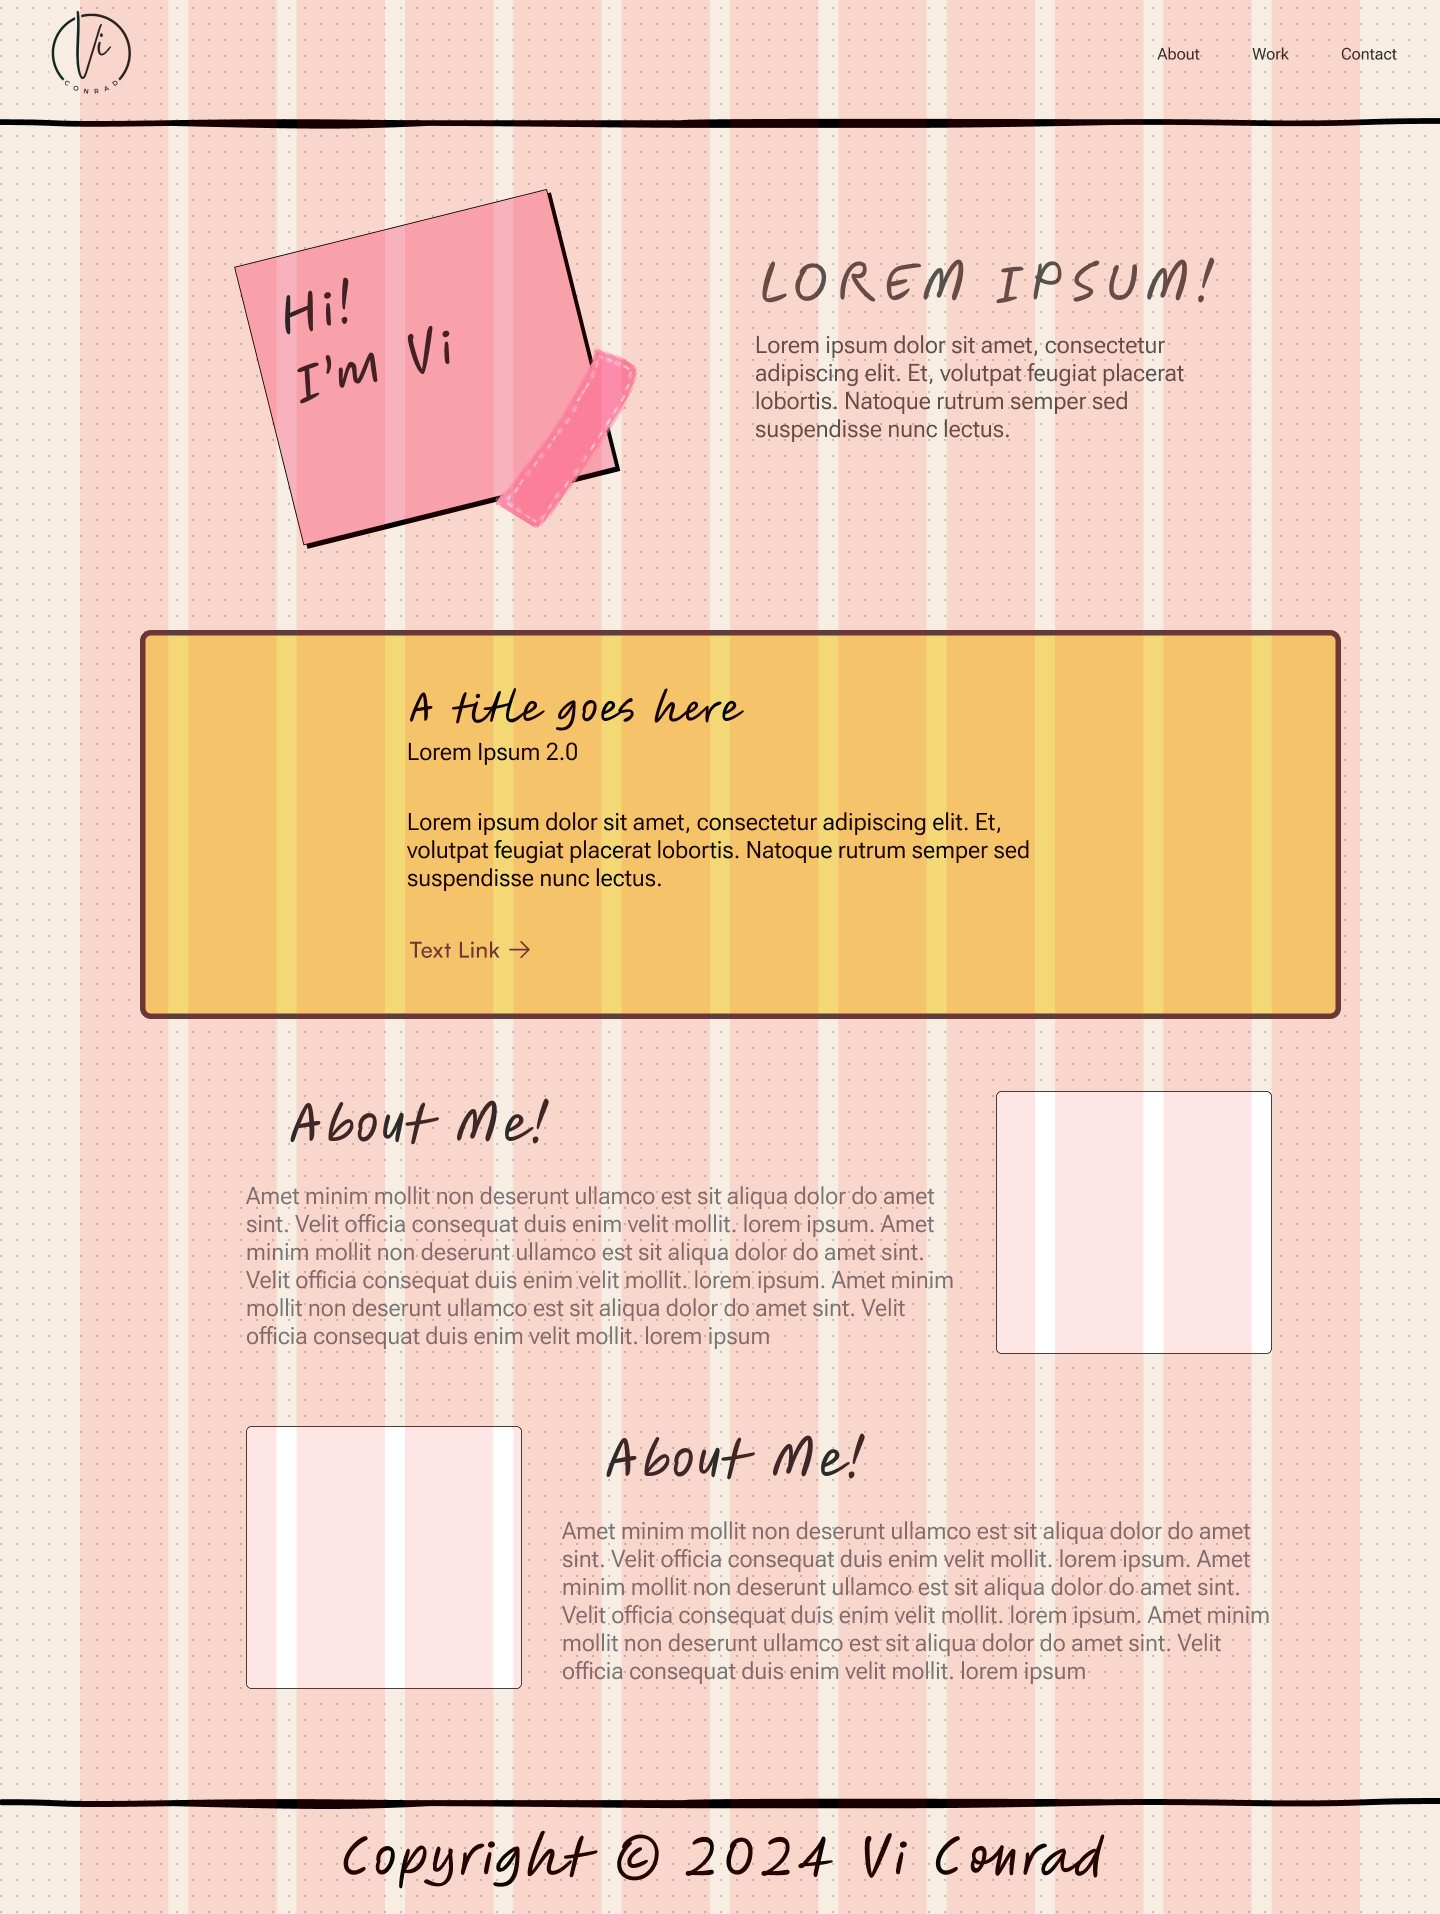 Vi
CONRAD
About Work Contact
Hi!
I'm Vi
LOREM IPSUM!
Lorem ipsum dolor sit amet, consectetur
adipiscing elit. Et, volutpat feugiat placerat
lobortis. Natoque rutrum semper sed
suspendisse nunc lectus.
A title goes here
Lorem Ipsum 2.0
Lorem ipsum dolor sit amet, consectetur adipiscing elit. Et,
volutpat feugiat placerat lobortis. Natoque rutrum semper sed
suspendisse nunc lectus.
Text Link →
About Me!
Amet minim mollit non deserunt ullamco est sit aliqua dolor do amet
sint. Velit officia consequat duis enim velit mollit. lorem ipsum. Amet
minim mollit non deserunt ullamco est sit aliqua dolor do amet sint.
Velit officia consequat duis enim velit mollit. lorem ipsum. Amet minim
mollit non deserunt ullamco est sit aliqua dolor do amet sint. Velit
officia consequat duis enim velit mollit. lorem ipsum
About Me!
Amet minim mollit non deserunt ullamco est sit aliqua dolor do amet
sint. Velit officia consequat duis enim velit mollit. lorem ipsum. Amet
minim mollit non deserunt ullamco est sit aliqua dolor do amet sint.
Velit officia consequat duis enim velit mollit. lorem ipsum. Amet minim
mollit non deserunt ullamco est sit aliqua dolor do amet sint. Velit
officia consequat duis enim velit mollit. lorem ipsum
Copyright © 2024 Vi Conrad